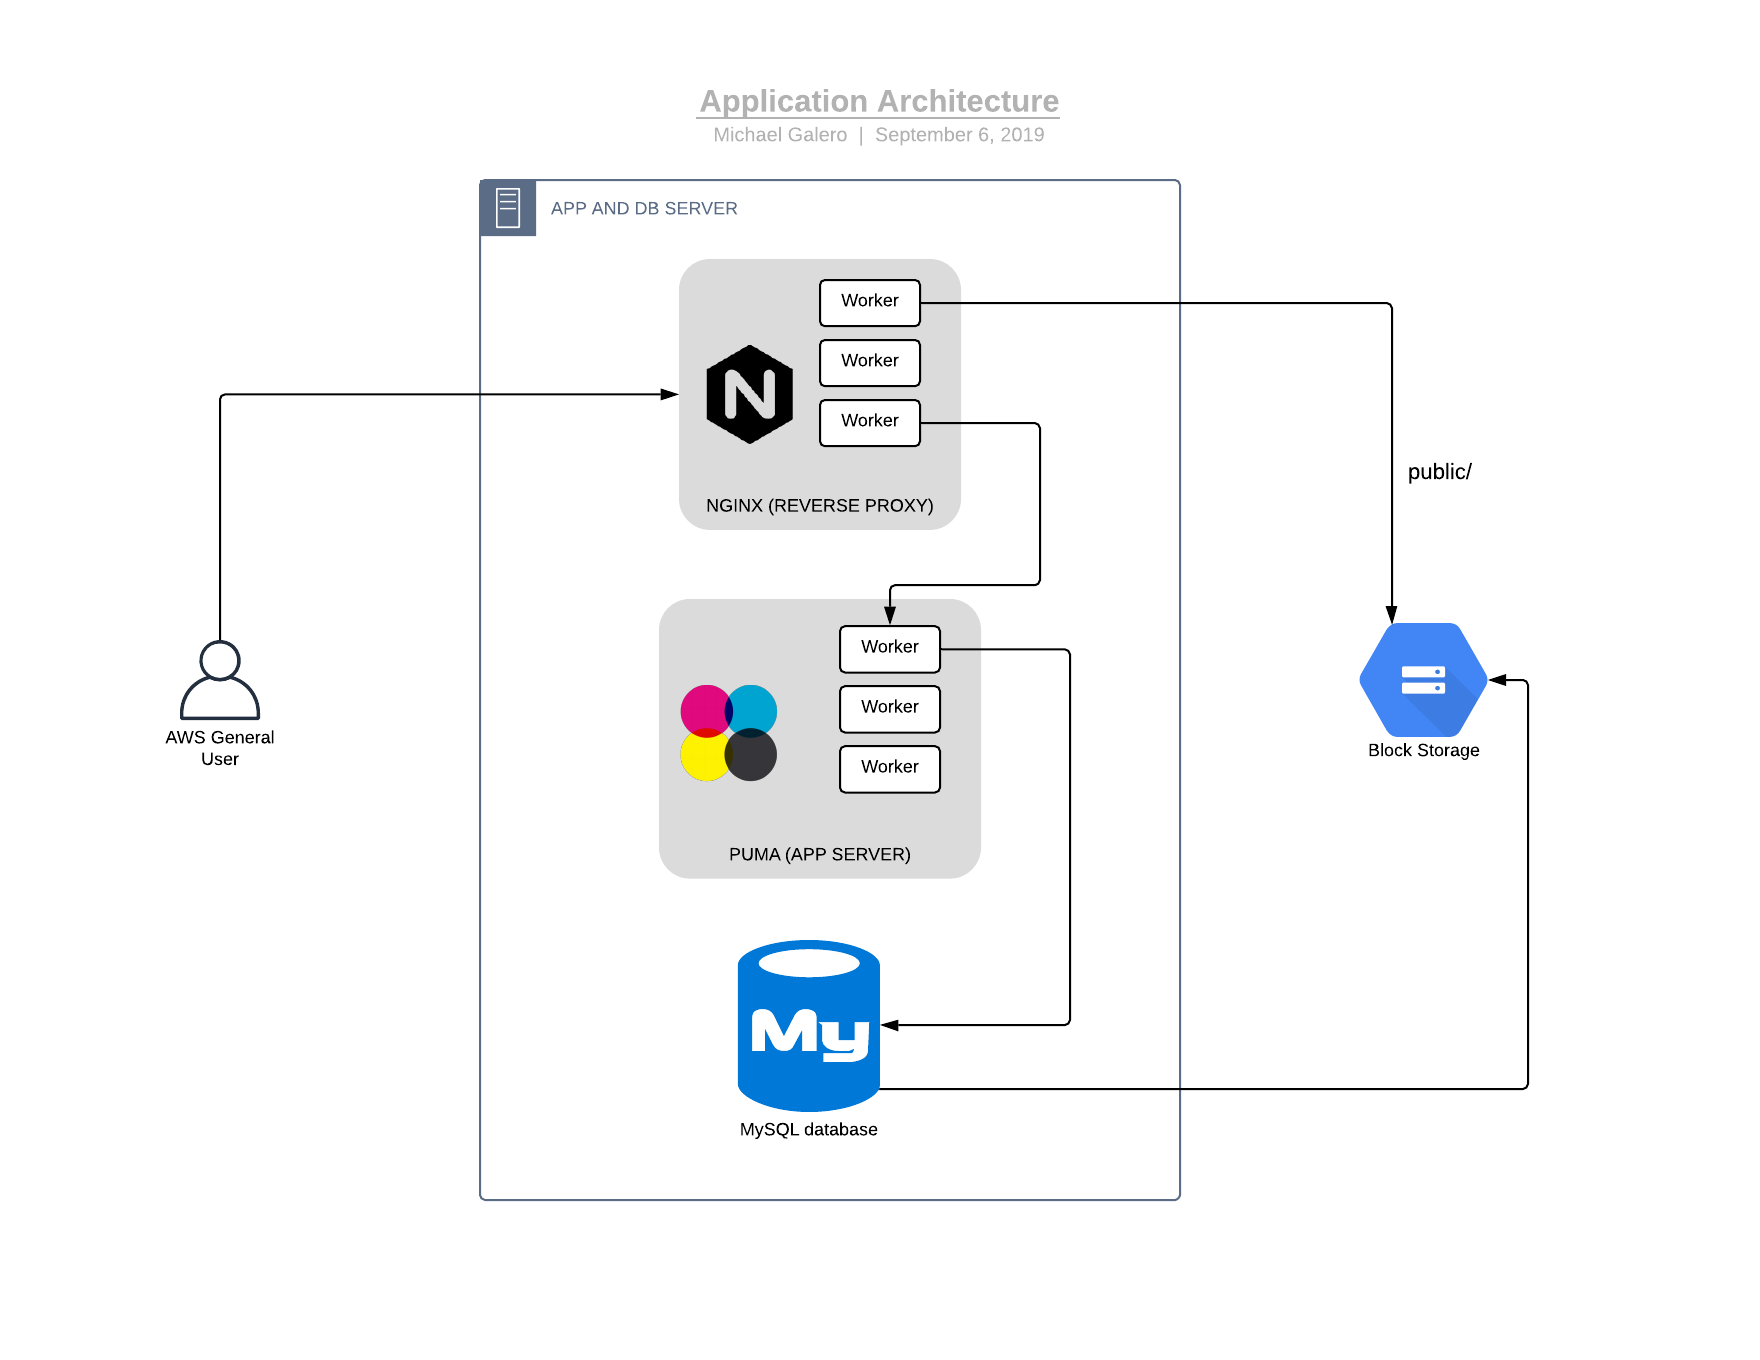 Application Architecture
Michael Galero | September 6, 2019
APP AND DB SERVER
Worker
Worker
Worker
NGINX (REVERSE PROXY)
public/
Worker
Worker
Worker
PUMA (APP SERVER)
AWS General
User
Block Storage
My
MySQL database